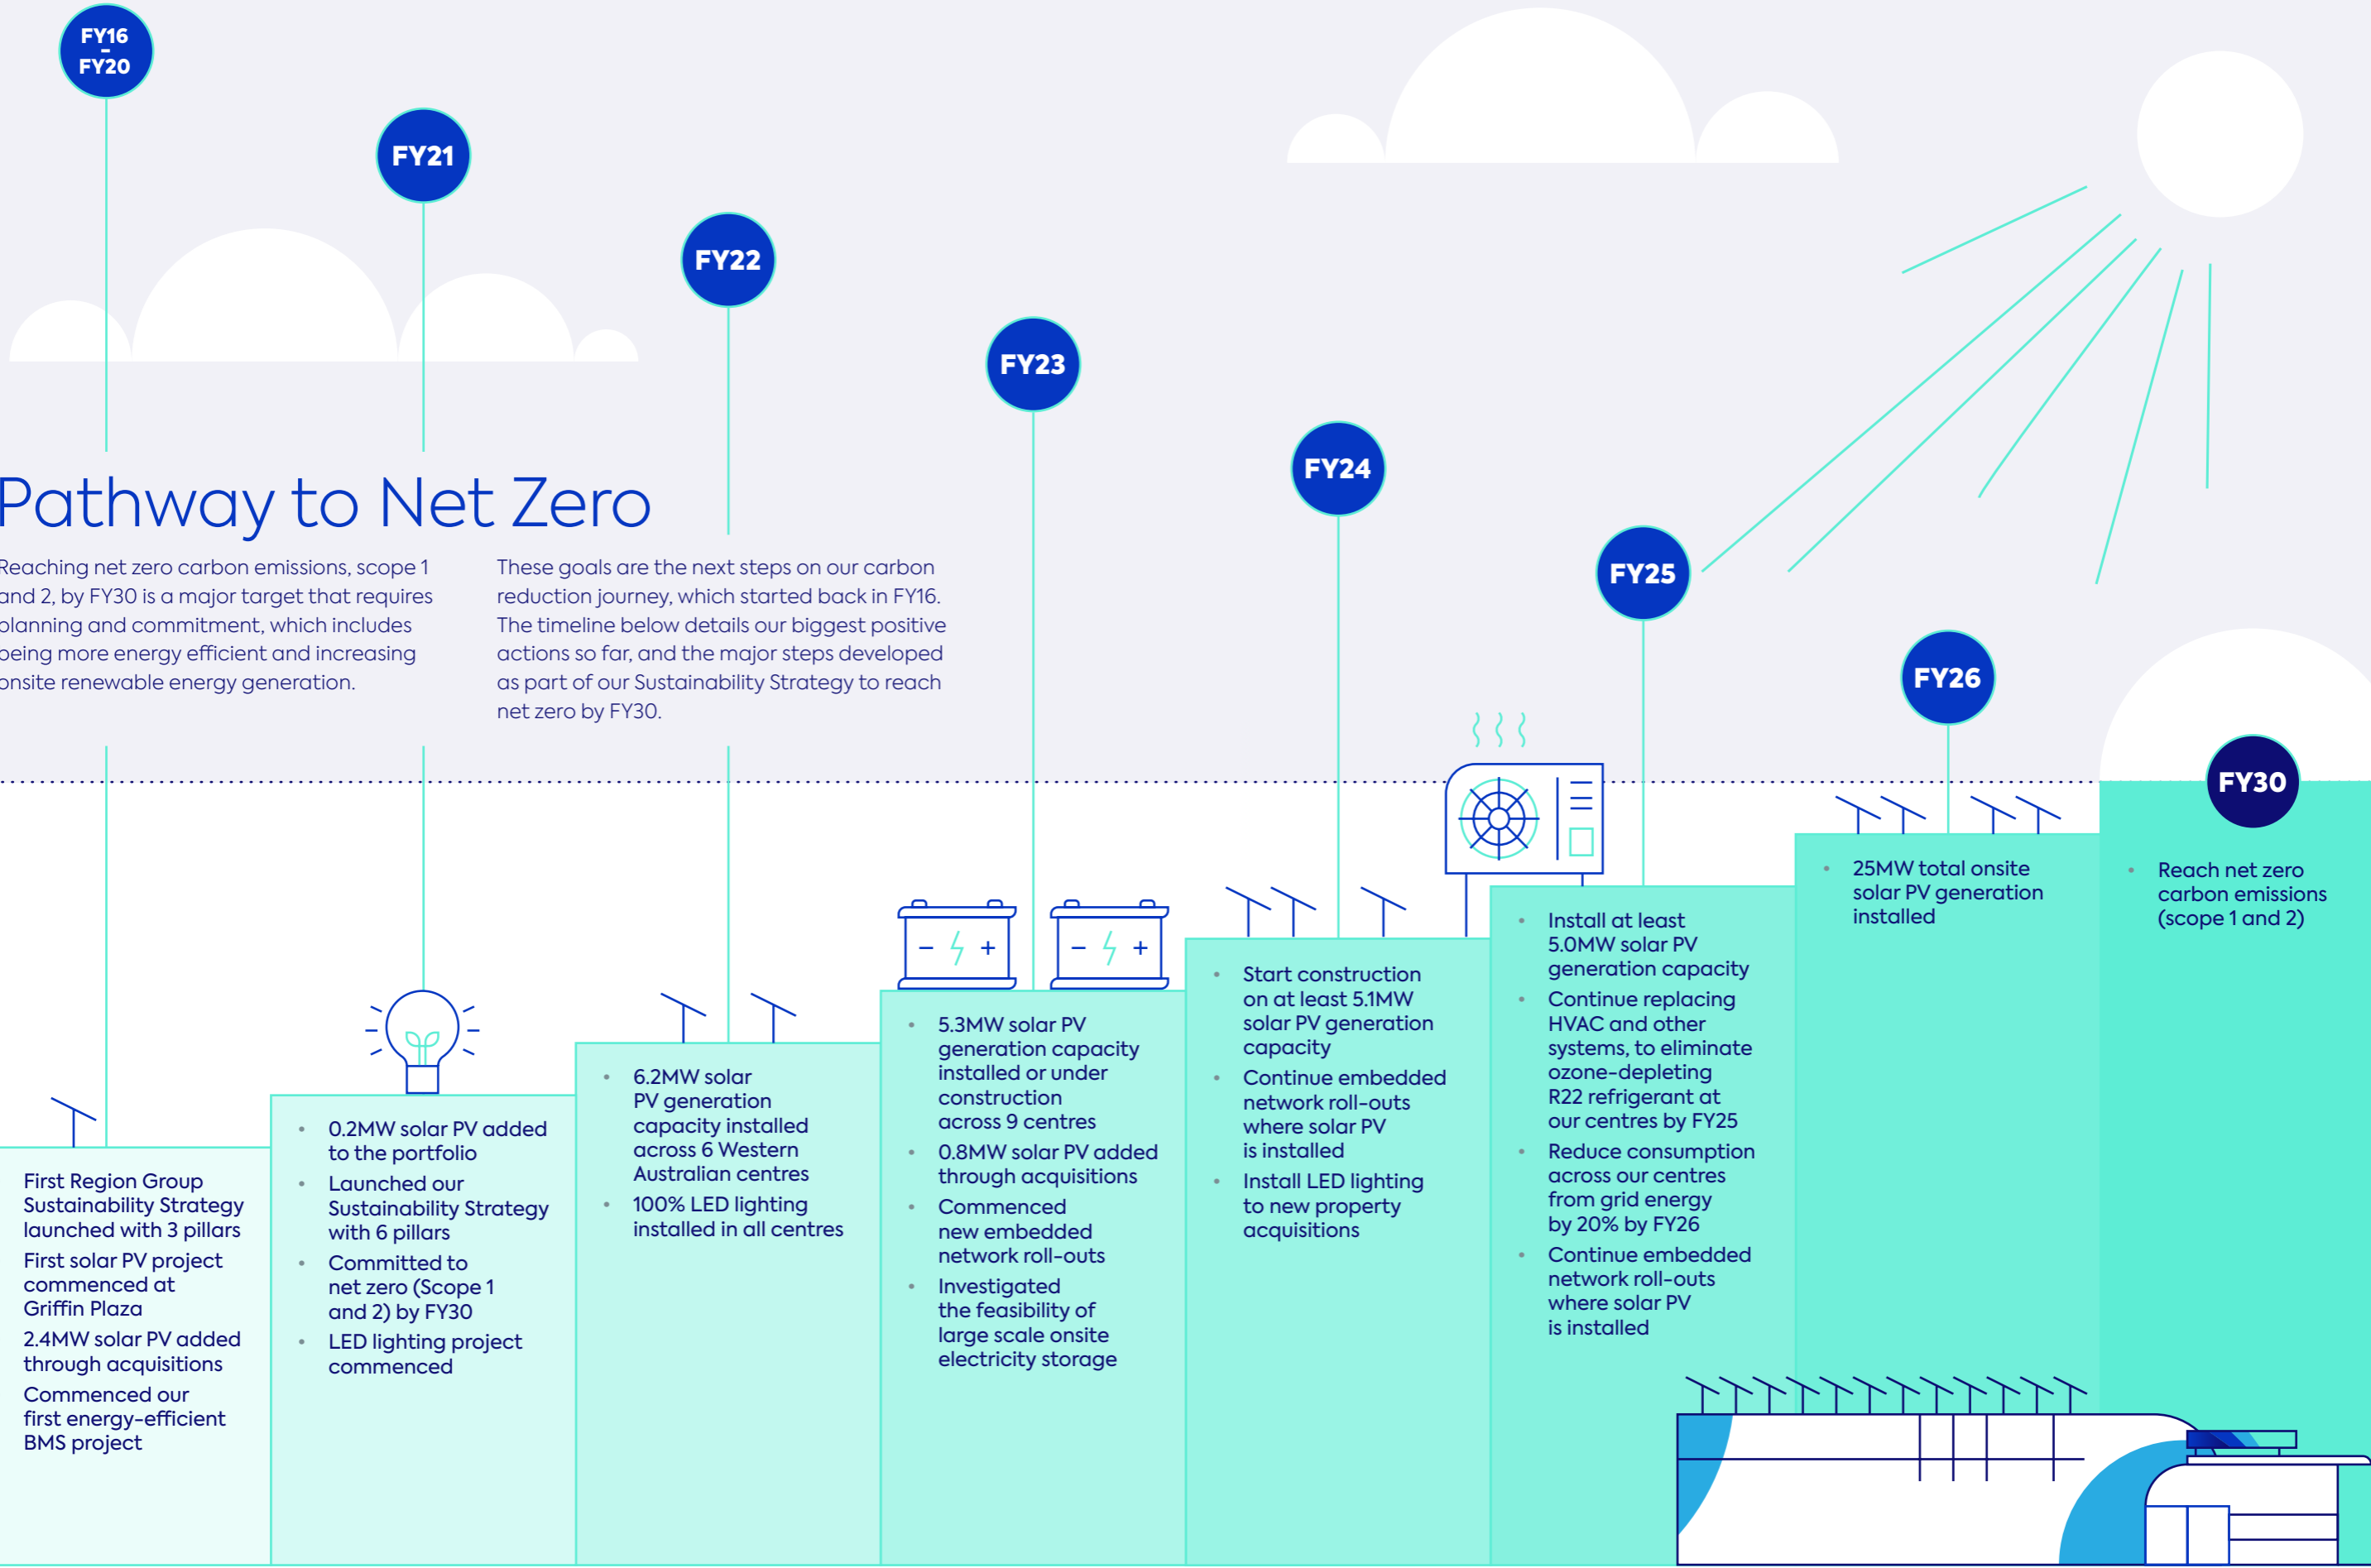 FY16
–
FY20
FY21
FY22
FY23
FY24
FY25
FY26
FY30
Pathway to Net Zero
Reaching net zero carbon emissions, scope 1
and 2, by FY30 is a major target that requires
planning and commitment, which includes
being more energy efficient and increasing
onsite renewable energy generation.
These goals are the next steps on our carbon
reduction journey, which started back in FY16.
The timeline below details our biggest positive
actions so far, and the major steps developed
as part of our Sustainability Strategy to reach
net zero by FY30.
First Region Group
Sustainability Strategy
launched with 3 pillars
First solar PV project
commenced at
Griffin Plaza
2.4MW solar PV added
through acquisitions
Commenced our
first energy-efficient
BMS project
• 0.2MW solar PV added
to the portfolio
• Launched our
Sustainability Strategy
with 6 pillars
• Committed to
net zero (Scope 1
and 2) by FY30
• LED lighting project
commenced
• 6.2MW solar
PV generation
capacity installed
across 6 Western
Australian centres
• 100% LED lighting
installed in all centres
• 5.3MW solar PV
generation capacity
installed or under
construction
across 9 centres
• 0.8MW solar PV added
through acquisitions
• Commenced
new embedded
network roll-outs
• Investigated
the feasibility of
large scale onsite
electricity storage
• Start construction
on at least 5.1MW
solar PV generation
capacity
• Continue embedded
network roll-outs
where solar PV
is installed
• Install LED lighting
to new property
acquisitions
• Install at least
5.0MW solar PV
generation capacity
• Continue replacing
HVAC and other
systems, to eliminate
ozone-depleting
R22 refrigerant at
our centres by FY25
• Reduce consumption
across our centres
from grid energy
by 20% by FY26
• Continue embedded
network roll-outs
where solar PV
is installed
• 25MW total onsite
solar PV generation
installed
• Reach net zero
carbon emissions
(scope 1 and 2)